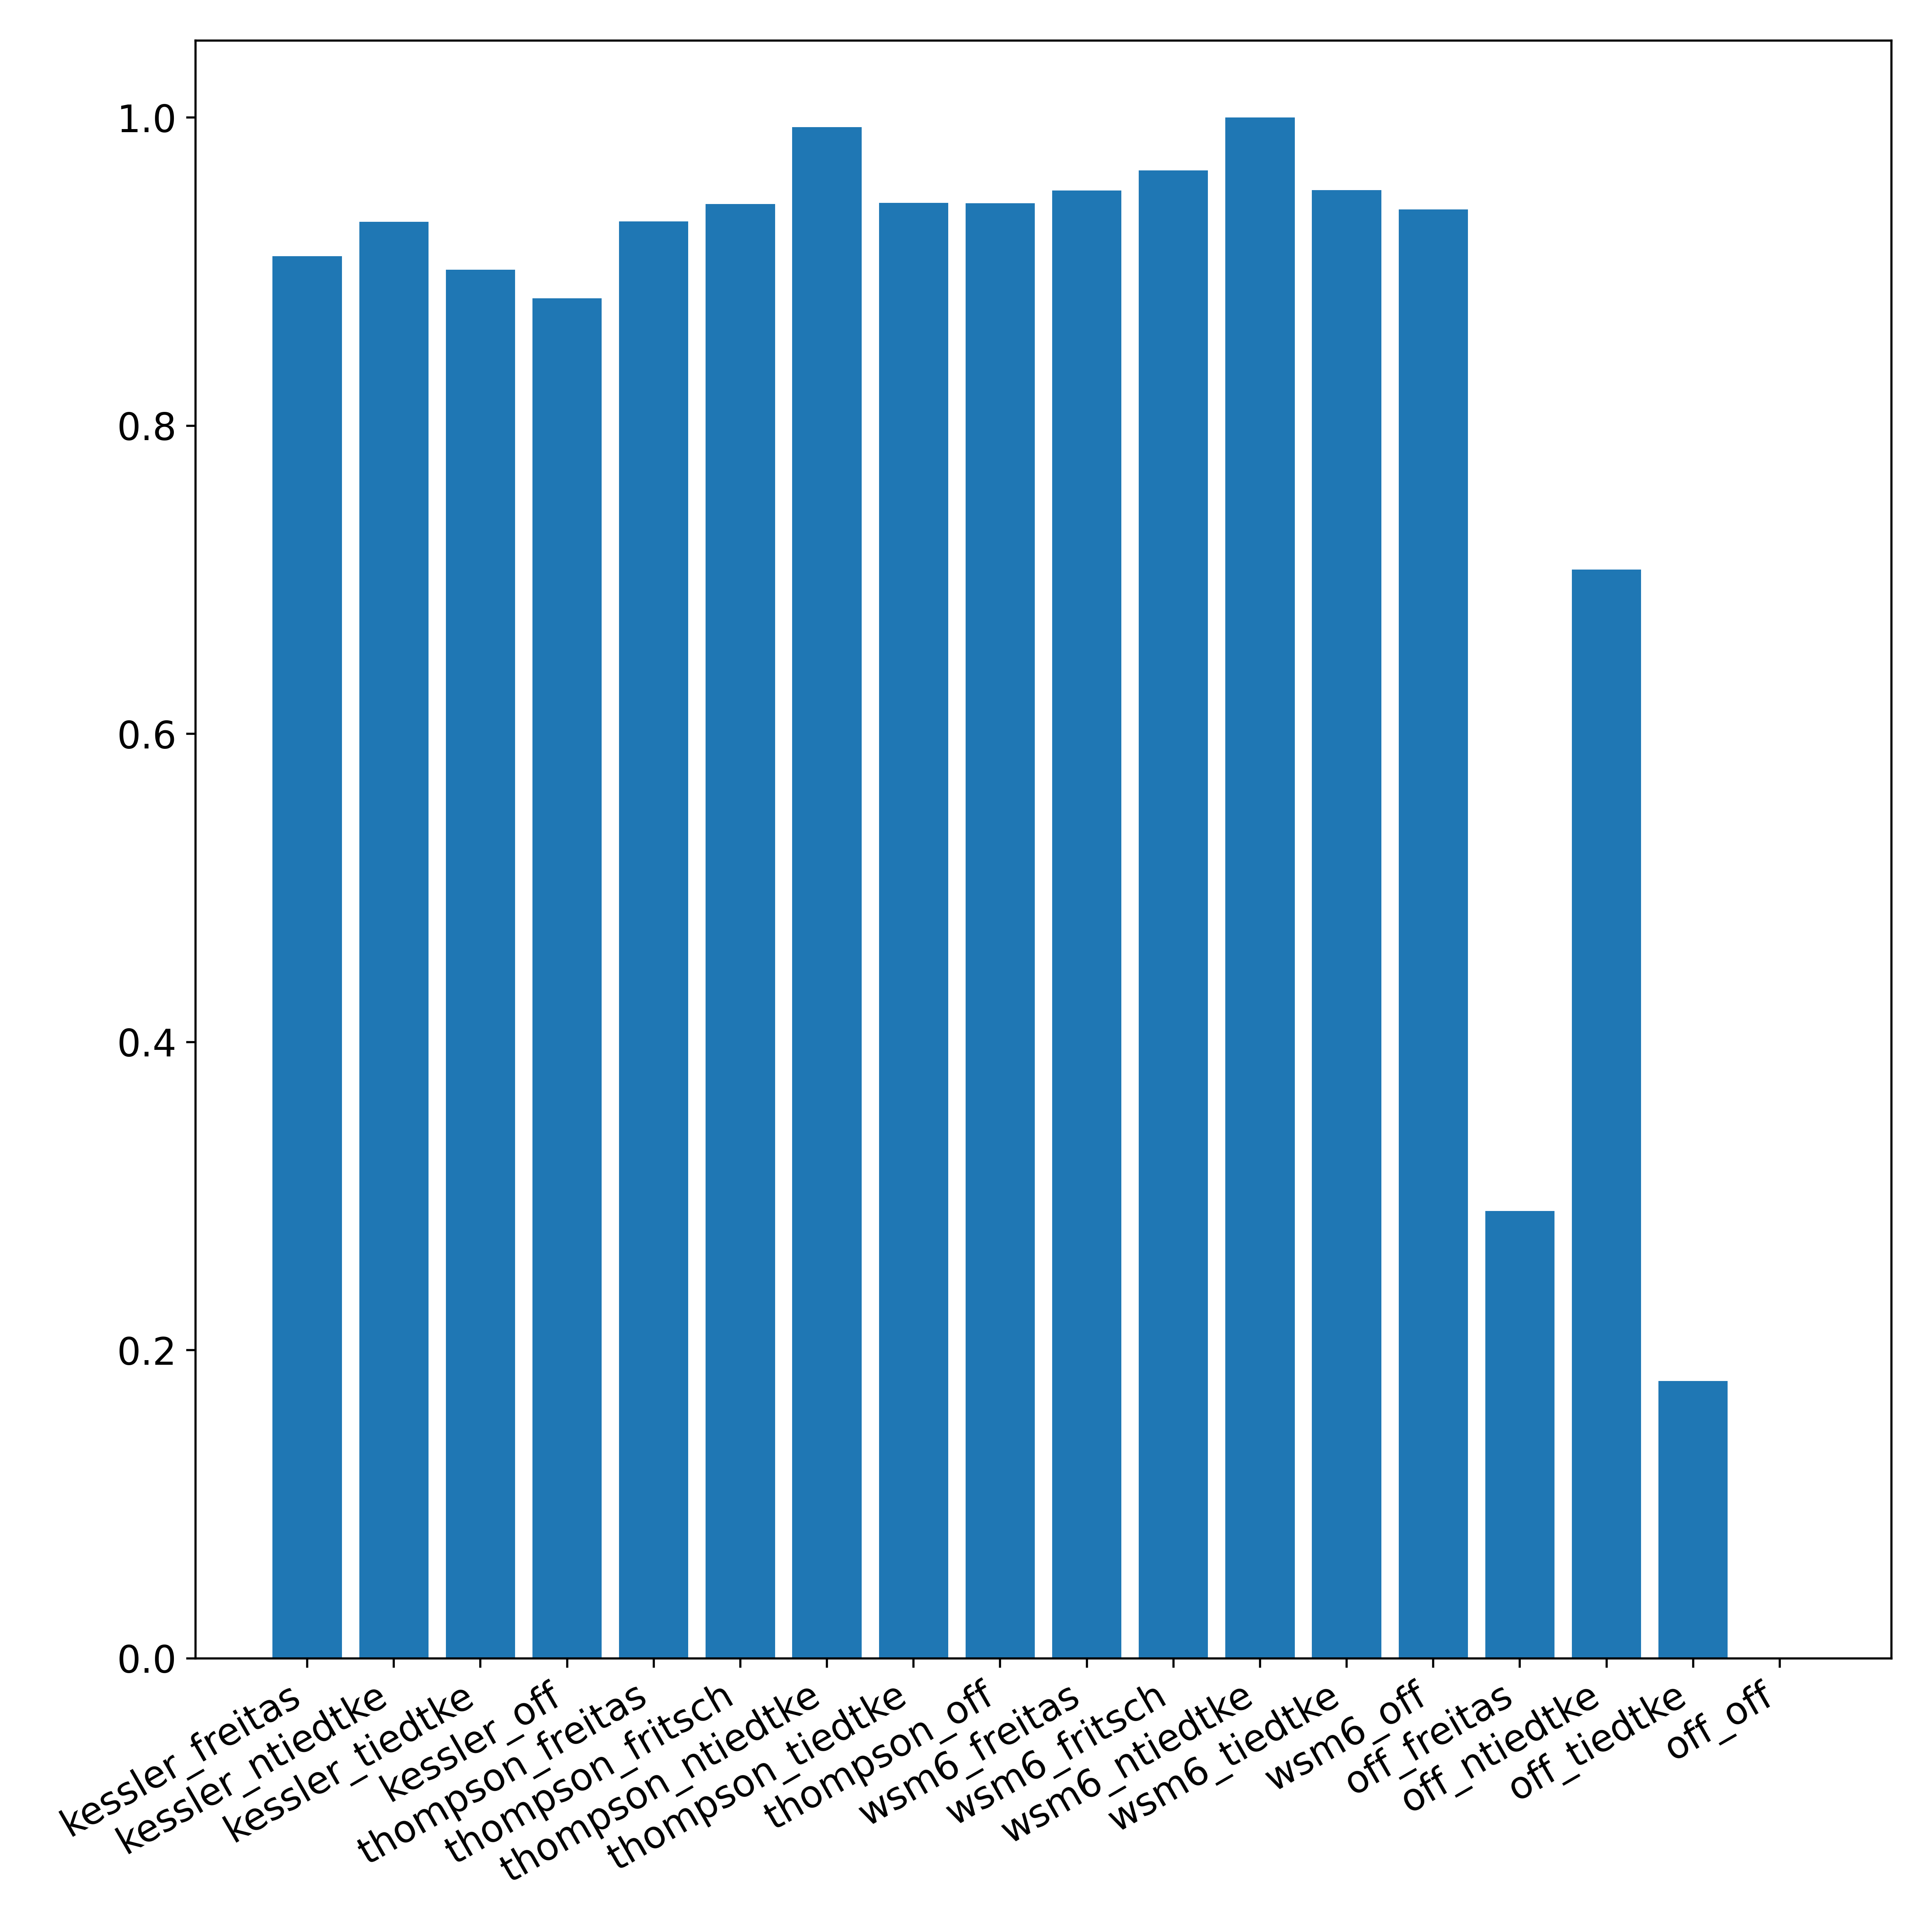 1.0
0.8
0.6
0.4
0.2
0.0
kessler_freitas
kessler_ntiedtke
kessler_tiedtke
kessler_off
thompson_freitas
thompson_fritsch
thompson_ntiedtke
thompson_tiedtke
thompson_off
wsm6_freitas
wsm6_fritsch
wsm6_ntiedtke
wsm6_tiedtke
wsm6_off
off_freitas
off_ntiedtke
off_tiedtke
off_off